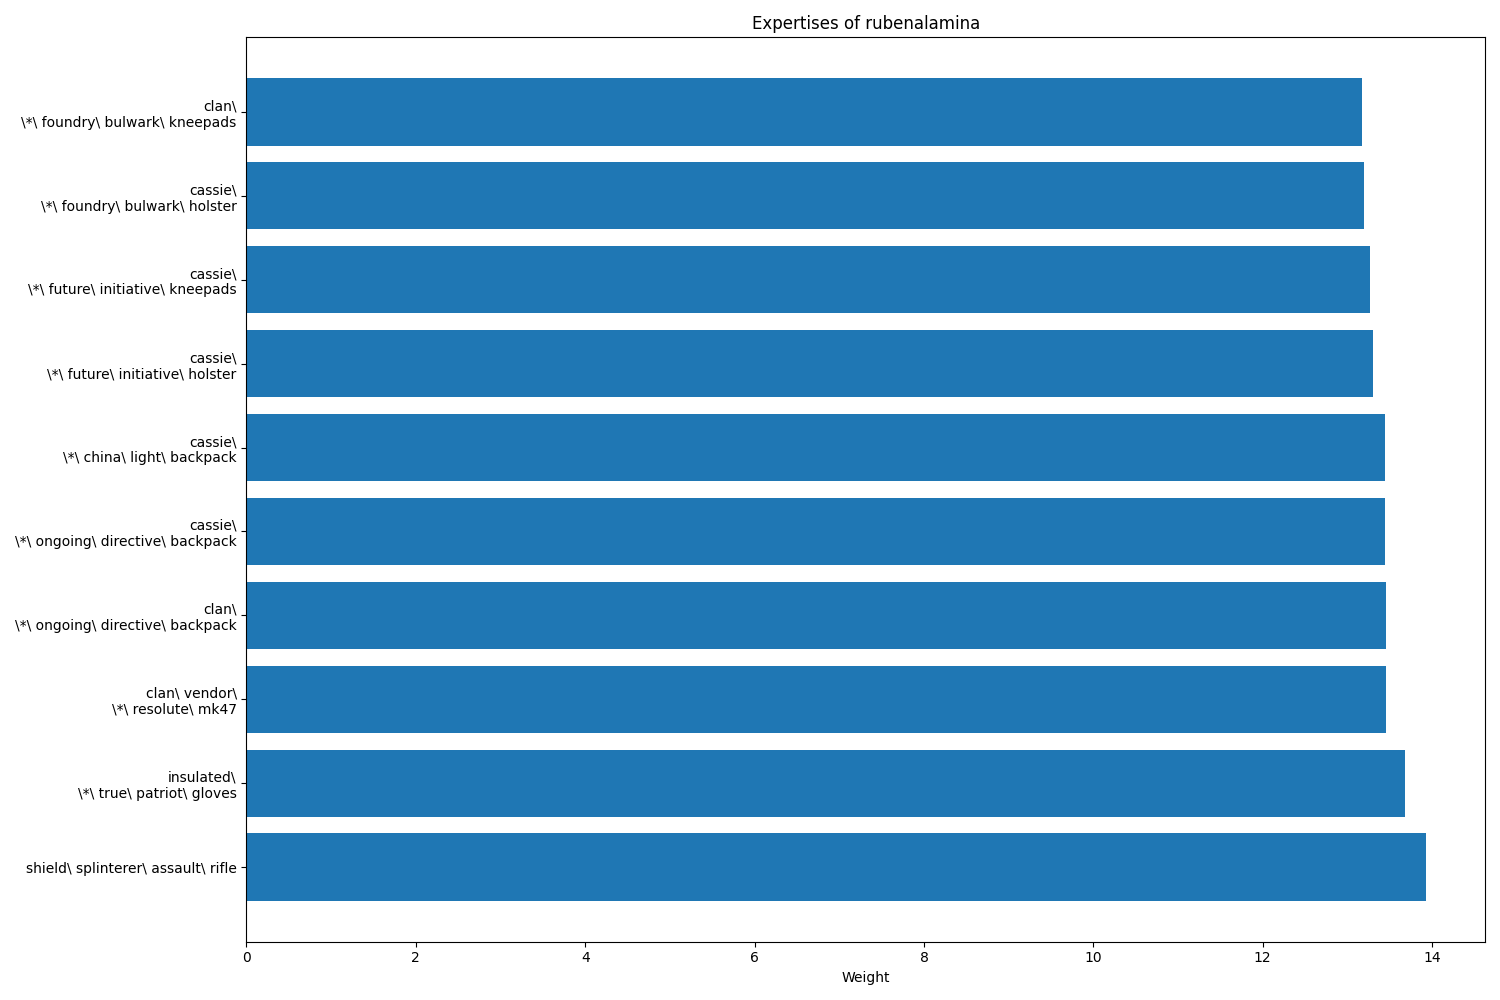 Expertises of rubenalamina
clan\
\*\ foundry\ bulwark\ kneepads
cassie\
\*\ foundry\ bulwark\ holster
cassie\
\*\ future\ initiative\ kneepads
cassie\
\*\ future\ initiative\ holster
cassie\
\*\ china\ light\ backpack
cassie\
\*\ ongoing\ directive\ backpack
clan\
\*\ ongoing\ directive\ backpack
clan\ vendor\
\*\ resolute\ mk47
insulated\
\*\ true\ patriot\ gloves
shield\ splinterer\ assault\ rifle
0 2 4 6 8 10 12 14
Weight